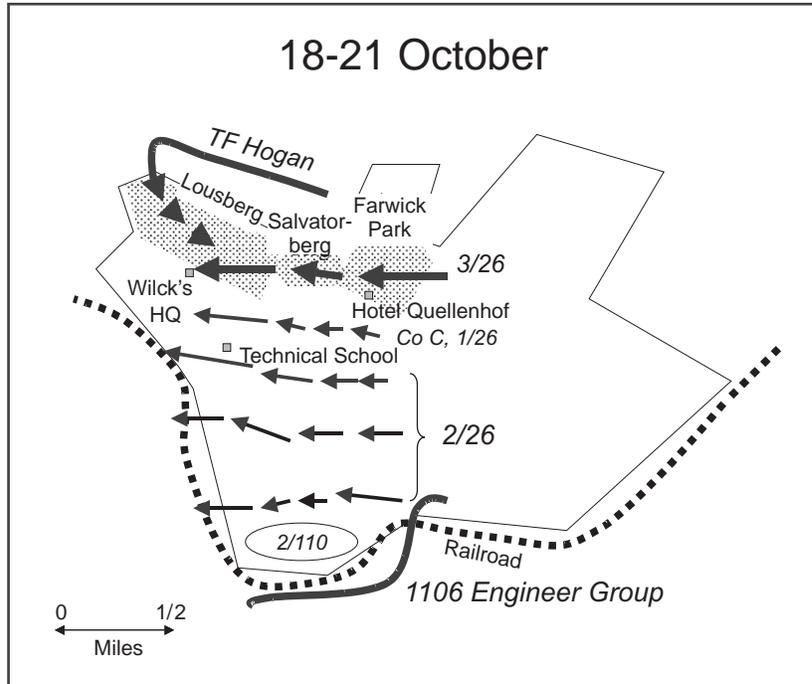 18-21 October
TF Hogan
Lousberg
Salvator-
berg
Farwick
Park
3/26
Wilck's
HQ
Hotel Quellenhof
Co C, 1/26
Technical School
2/26
2/110
Railroad
1106 Engineer Group
0 1/2
Miles